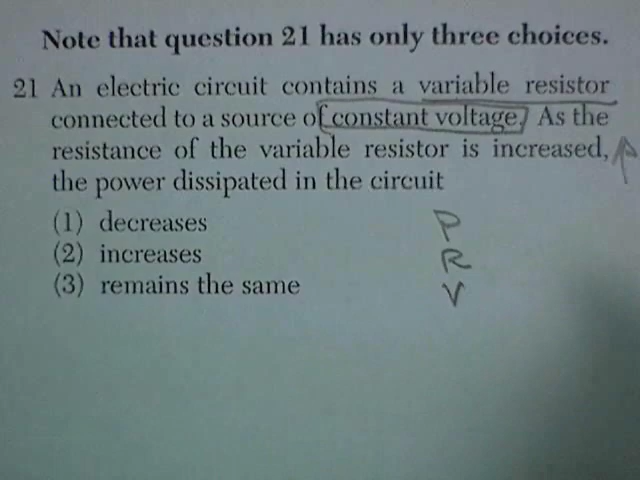 Note that question 21 has only three choices.
21 An electric circuit contains a variable resistor
connected to a source of constant voltage. As the
resistance of the variable resistor is increased,
the power dissipated in the circuit
(1) decreases
(2) increases
(3) remains the same
P
R
V